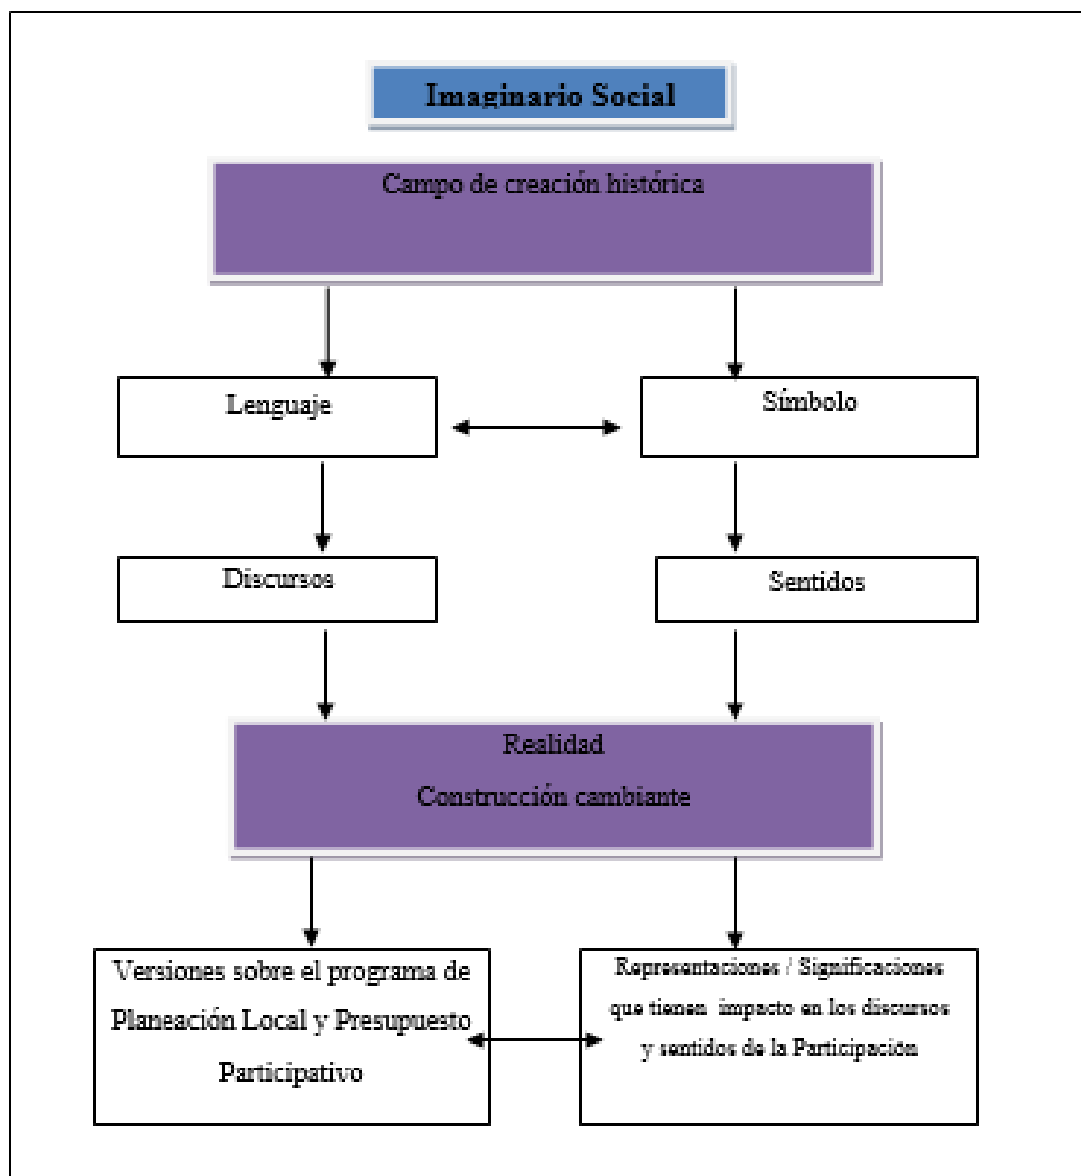 Imaginario Social
Campo de creación histórica
Lenguaje
Símbolo
Discursos
Sentidos
Realidad
Construcción cambiante
Versiones sobre el programa de
Planeación Local y Presupuesto
Participativo
Representaciones / Significaciones
que tienen impacto en los discursos
y sentidos de la Participación